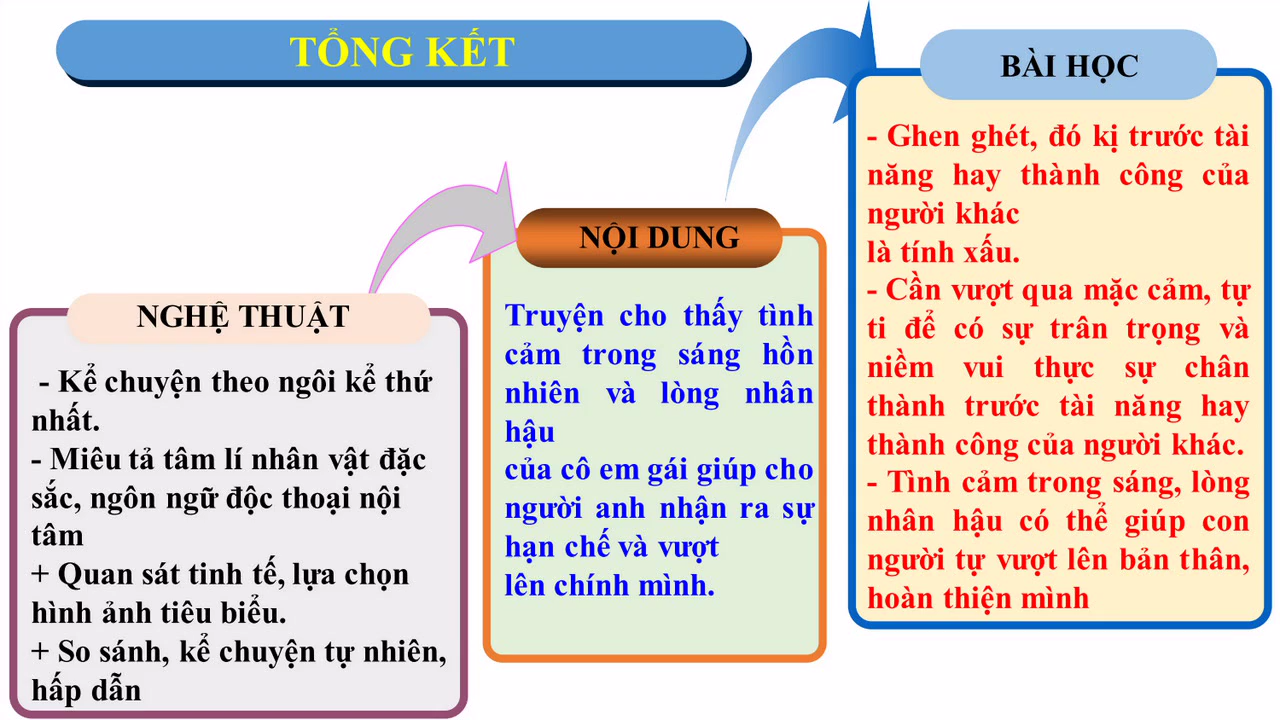 TỔNG KẾT
NGHỆ THUẬT
- Kể chuyện theo ngôi kể thứ
nhất.
- Miêu tả tâm lí nhân vật đặc
sắc, ngôn ngữ độc thoại nội
tâm
+ Quan sát tinh tế, lựa chọn
hình ảnh tiêu biểu.
+ So sánh, kể chuyện tự nhiên,
hấp dẫn
NỘI DUNG
Truyện cho thấy tình
cảm trong sáng hồn
nhiên và lòng nhân
hậu
của cô em gái giúp cho
người anh nhận ra sự
hạn chế và vượt
lên chính mình.
BÀI HỌC
- Ghen ghét, đó kị trước tài
năng hay thành công của
người khác
là tính xấu.
- Cần vượt qua mặc cảm, tự
ti để có sự trân trọng và
niềm vui thực sự chân
thành trước tài năng hay
thành công của người khác.
- Tình cảm trong sáng, lòng
nhân hậu có thể giúp con
người tự vượt lên bản thân,
hoàn thiện mình